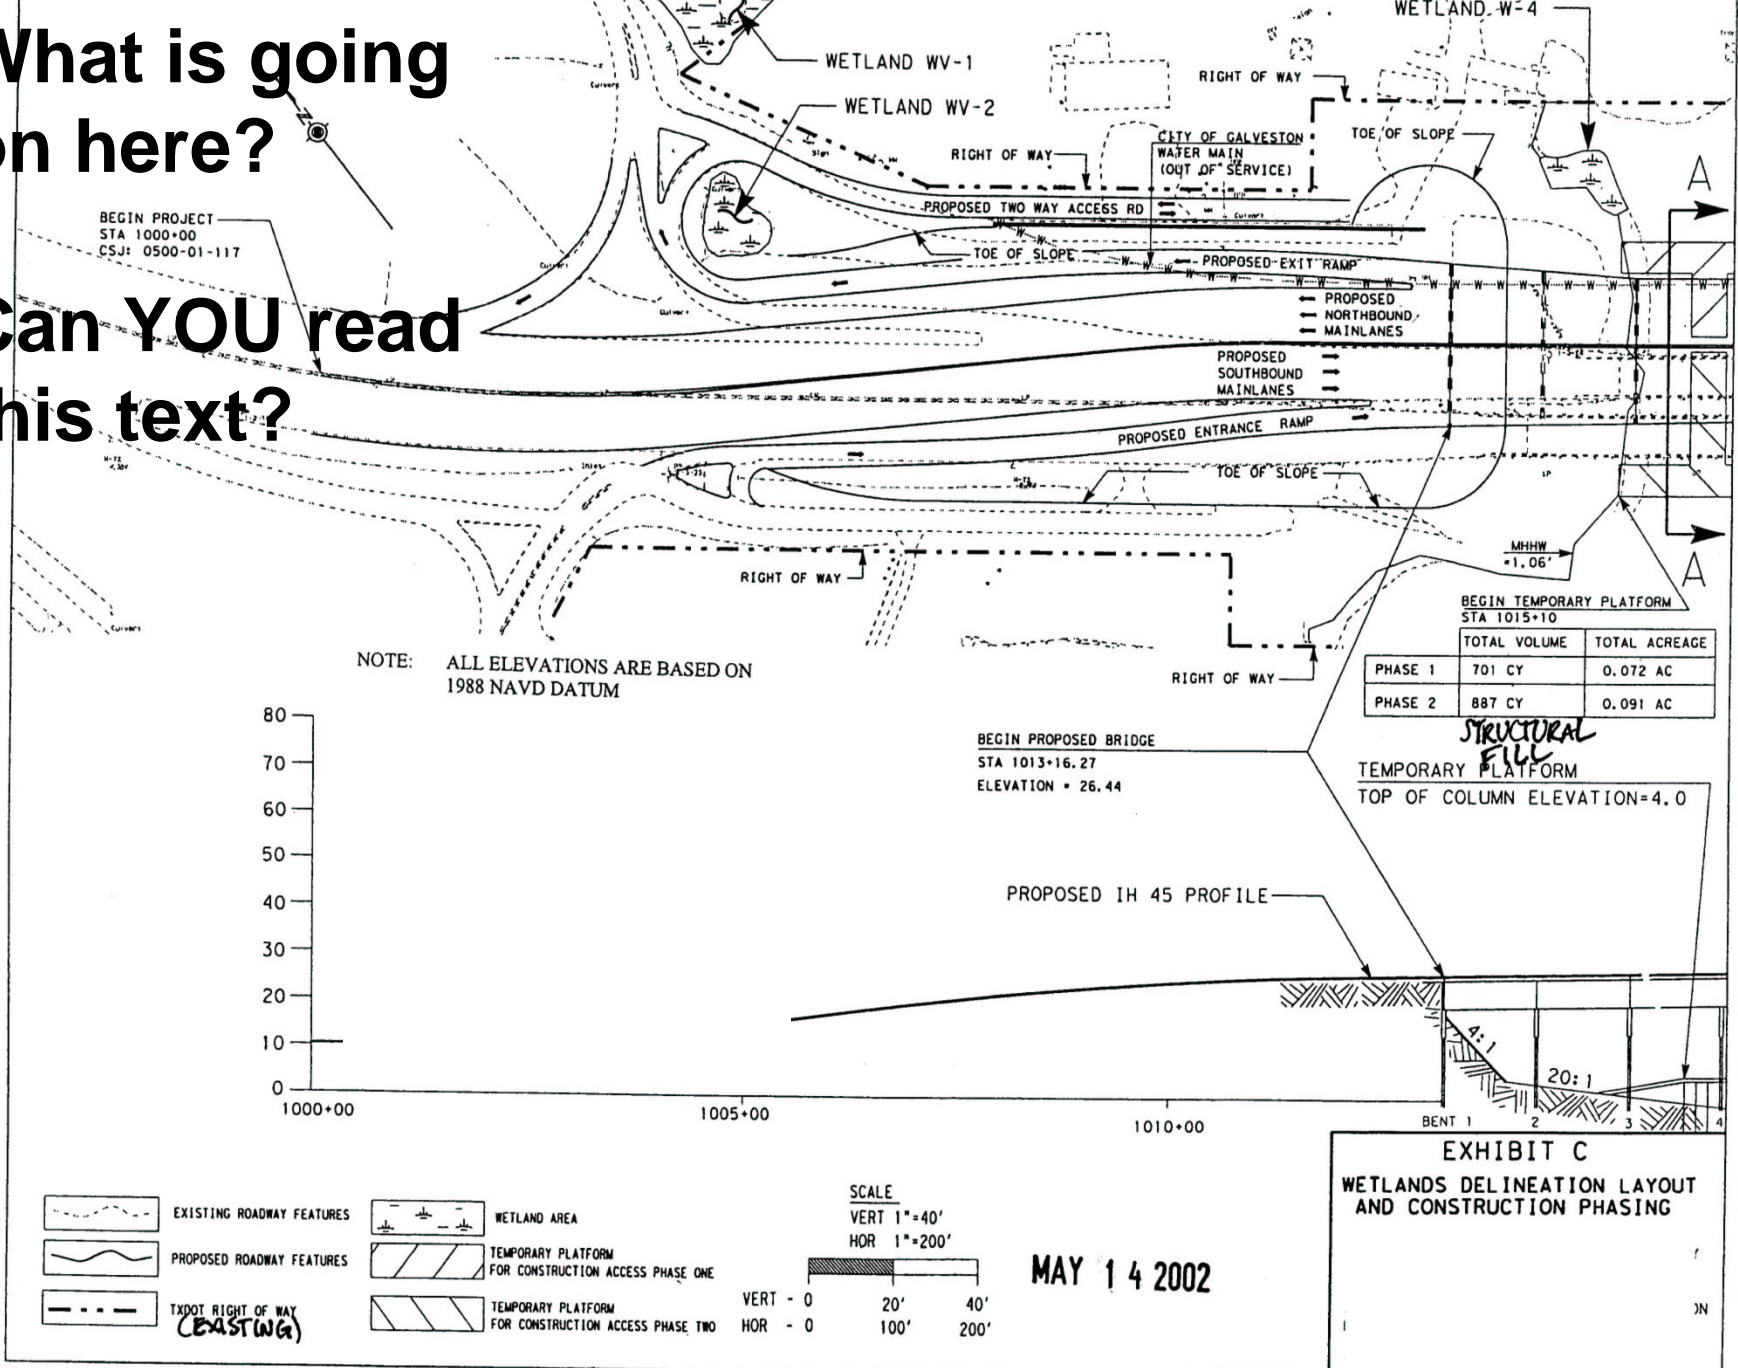 What is going
on here?
Can YOU read
this text?
WETLAND WV-1
WETLAND WV-2
WETLAND W-4
RIGHT OF WAY
TOE OF SLOPE
CITY OF GALVESTON
WATER MAIN
(OUT OF SERVICE)
RIGHT OF WAY
A
BEGIN PROJECT
STA 1000+00
CSJ: 0500-01-117
PROPOSED TWO WAY ACCESS RD
TOE OF SLOPE
PROPOSED EXIT RAMP
PROPOSED
NORTHBOUND
MAINLANES
PROPOSED
SOUTHBOUND
MAINLANES
PROPOSED ENTRANCE RAMP
TOE OF SLOPE
Inlet
Culvert
RIGHT OF WAY
MHHW
=1.06'
A
BEGIN TEMPORARY PLATFORM
STA 1015+10
TOTAL VOLUME TOTAL ACREAGE
PHASE 1 701 CY 0.072 AC
PHASE 2 887 CY 0.091 AC
RIGHT OF WAY
NOTE: ALL ELEVATIONS ARE BASED ON
1988 NAVD DATUM
STRUCTURAL
FILL
TEMPORARY PLATFORM
TOP OF COLUMN ELEVATION=4.0
BEGIN PROPOSED BRIDGE
STA 1013+16.27
ELEVATION = 26.44
PROPOSED IH 45 PROFILE
80
70
60
50
40
30
20
10
0
4:1
20:1
1000+00
1005+00
1010+00
BENT 1 2 3 4
EXHIBIT C
WETLANDS DELINEATION LAYOUT
AND CONSTRUCTION PHASING
EXISTING ROADWAY FEATURES
PROPOSED ROADWAY FEATURES
TXDOT RIGHT OF WAY
(EXISTING)
WETLAND AREA
TEMPORARY PLATFORM
FOR CONSTRUCTION ACCESS PHASE ONE
TEMPORARY PLATFORM
FOR CONSTRUCTION ACCESS PHASE TWO
SCALE
VERT 1"=40'
HOR 1"=200'
VERT - 0 20' 40'
HOR - 0 100' 200'
MAY 14 2002